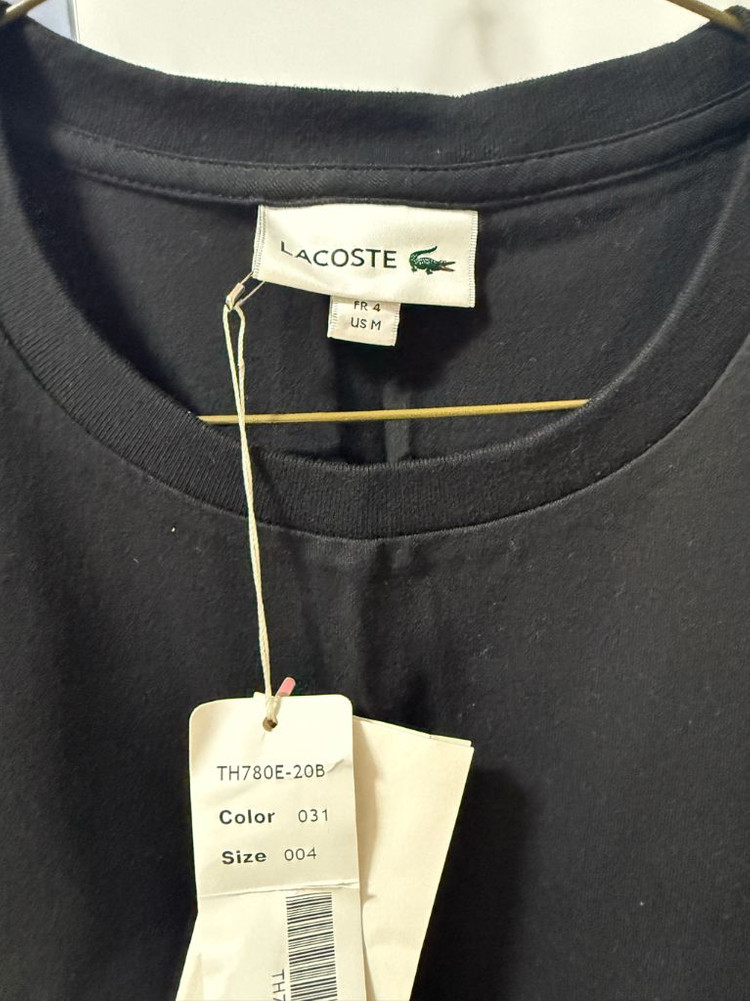 LACOSTE
FR 4
US M
TH780E-20B
Color 031
Size 004